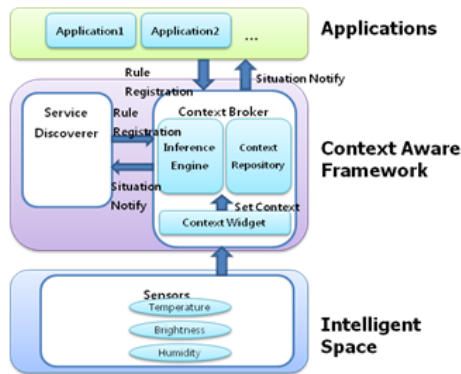 Application1
Application2
...
Applications
Rule
Registration
Situation Notify
Service
Discoverer
Rule
Registration
Situation
Notify
Context Broker
Inference
Engine
Context
Repository
Set Context
Context Widget
Context Aware
Framework
Sensors
Temperature
Brightness
Humidity
Intelligent
Space